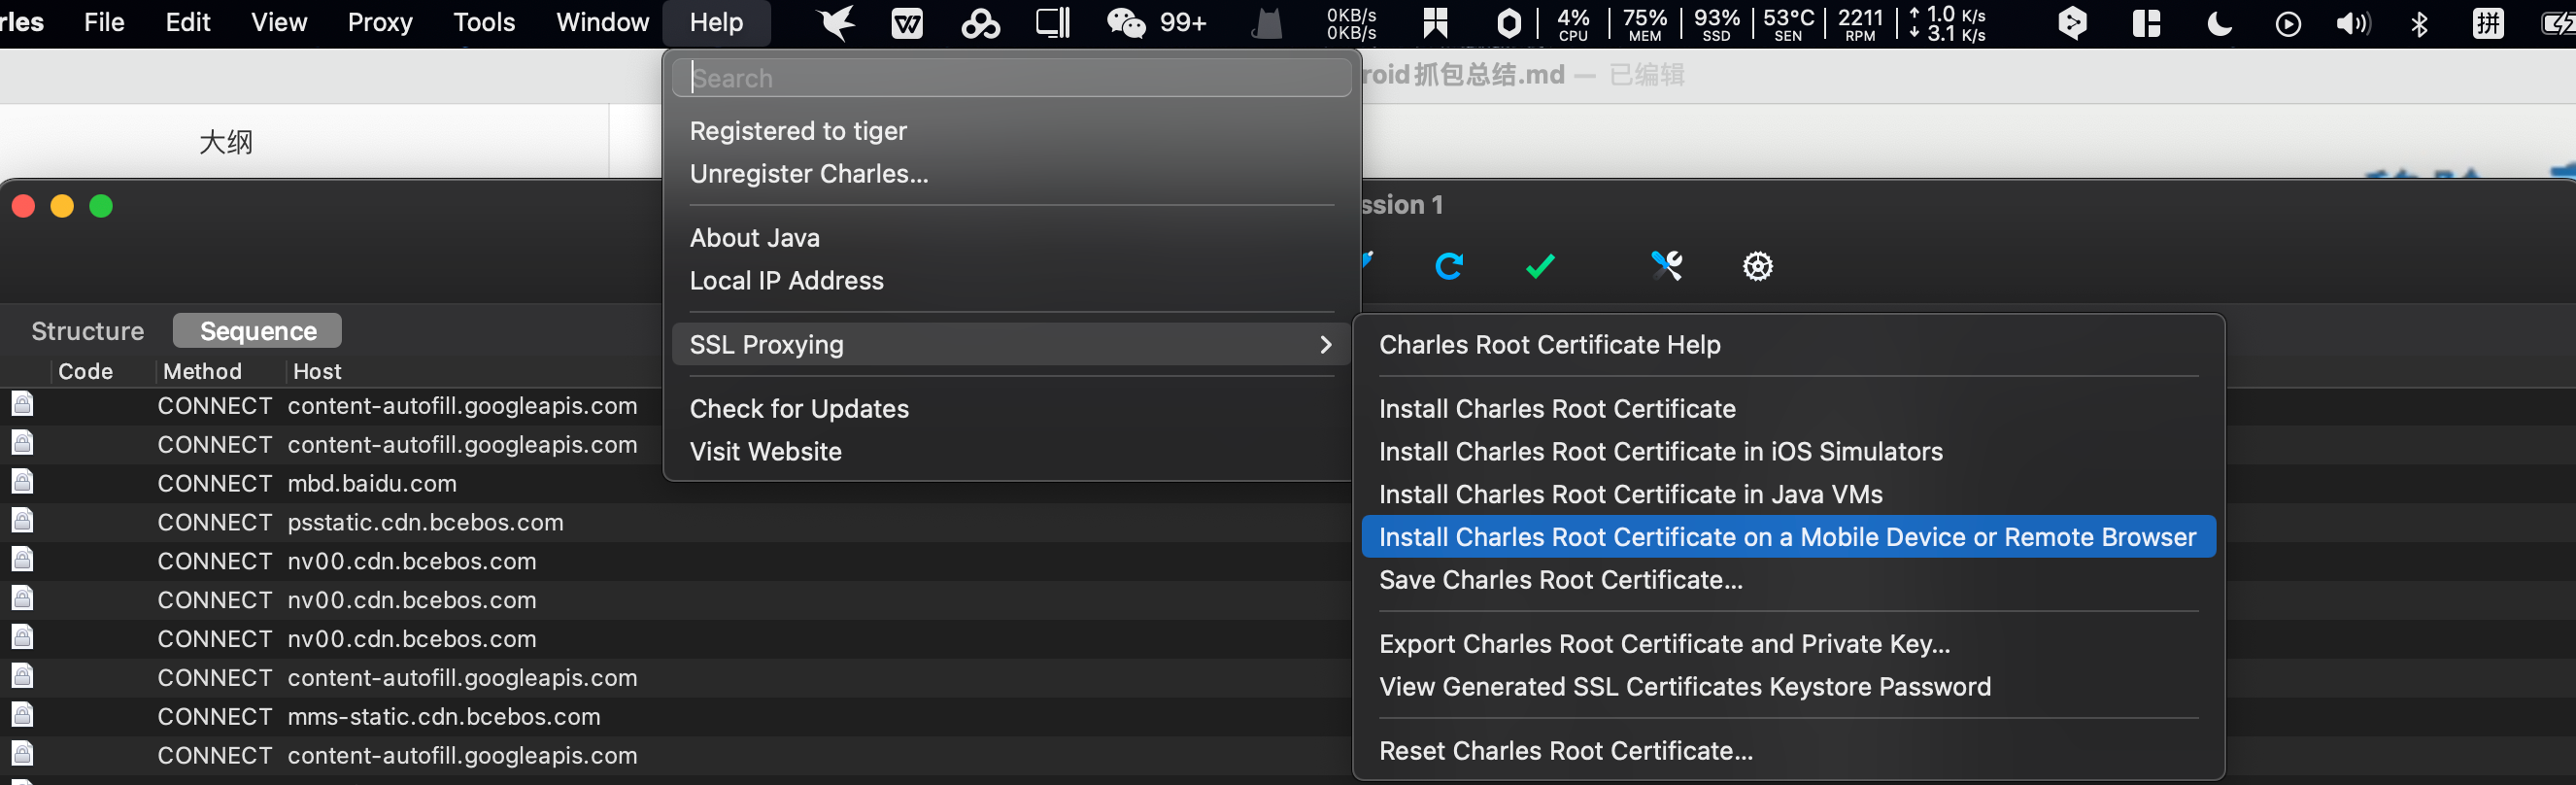 rles File Edit View Proxy Tools Window Help 99+ 0KB/s 4% 75% 93% 53°C 2211 ↑ 1.0 K/s 拼
0KB/s CPU MEM SSD SEN RPM ↓ 3.1 K/s
Search
roid抓包总结.md — 已编辑
大纲
Registered to tiger
Unregister Charles...
ssion 1
About Java
Local IP Address
Structure Sequence
SSL Proxying
Check for Updates
Visit Website
Charles Root Certificate Help
Install Charles Root Certificate
Install Charles Root Certificate in iOS Simulators
Install Charles Root Certificate in Java VMs
Install Charles Root Certificate on a Mobile Device or Remote Browser
Save Charles Root Certificate...
Export Charles Root Certificate and Private Key...
View Generated SSL Certificates Keystore Password
Reset Charles Root Certificate...
Code Method Host
CONNECT content-autofill.googleapis.com
CONNECT content-autofill.googleapis.com
CONNECT mbd.baidu.com
CONNECT psstatic.cdn.bcebos.com
CONNECT nv00.cdn.bcebos.com
CONNECT nv00.cdn.bcebos.com
CONNECT nv00.cdn.bcebos.com
CONNECT content-autofill.googleapis.com
CONNECT mms-static.cdn.bcebos.com
CONNECT content-autofill.googleapis.com